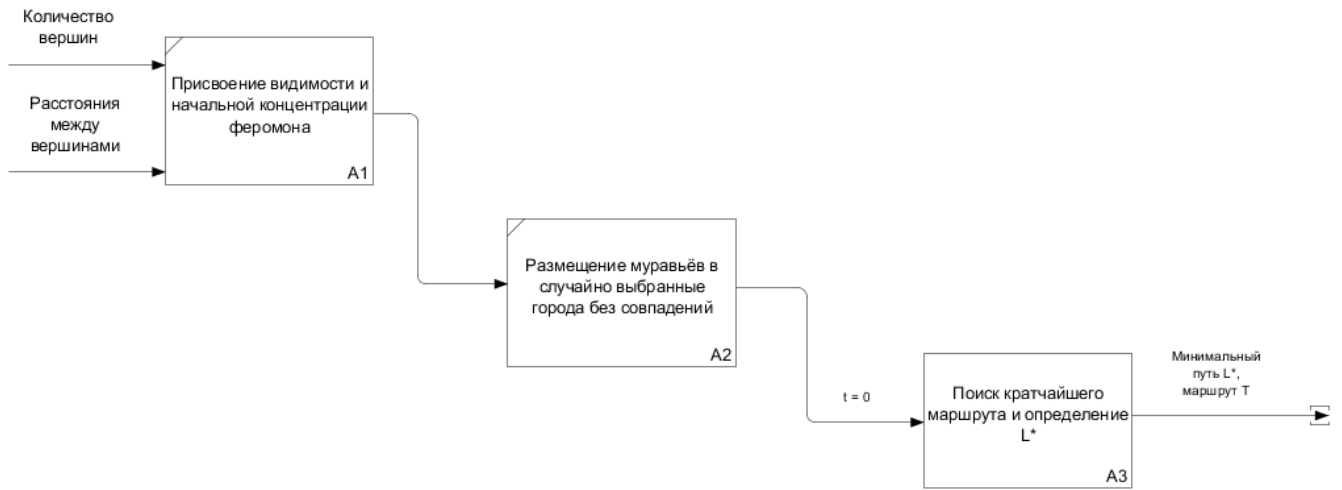 Количество
вершин
Расстояния
между
вершинами
Присвоение видимости и
начальной концентрации
феромона
A1
Размещение муравьёв в
случайно выбранные
города без совпадений
A2
t = 0
Поиск кратчайшего
маршрута и определение
L*
A3
Минимальный
путь L*,
маршрут T